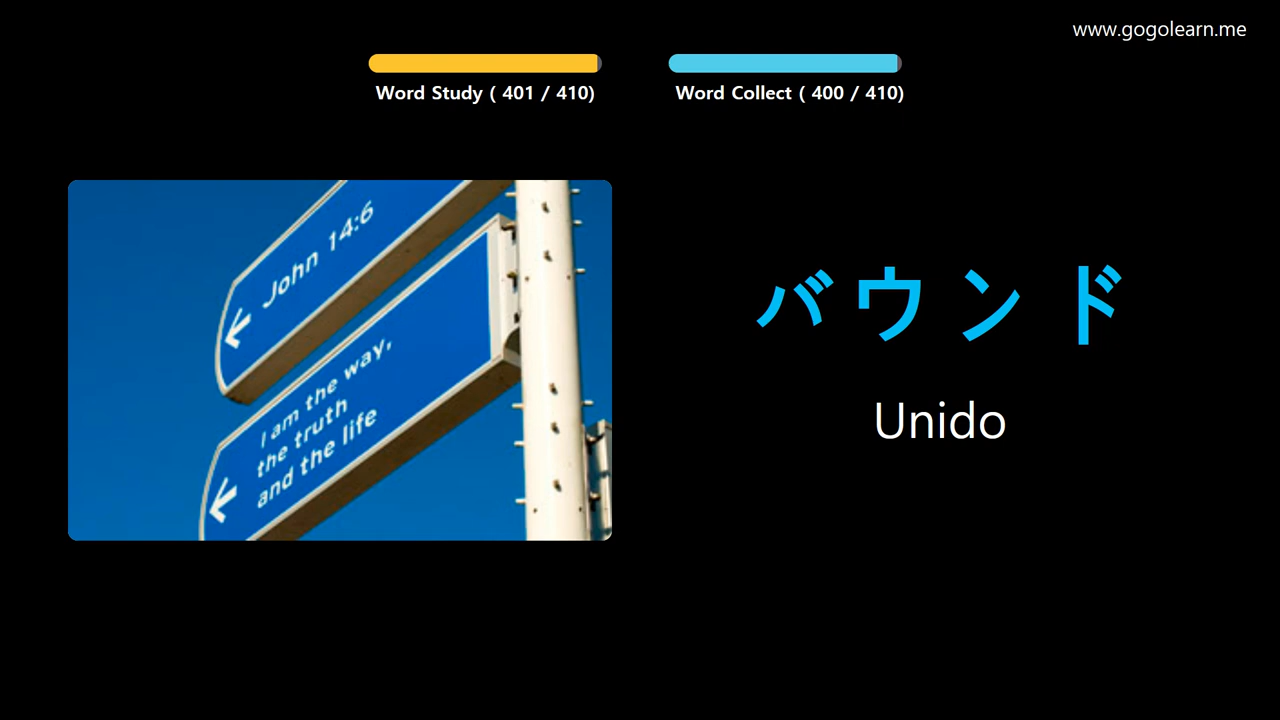 www.gogolearn.me
Word Study ( 401 / 410)
Word Collect ( 400 / 410)
John 14:6
I am the way,
the truth
and the life
バウンド
Unido